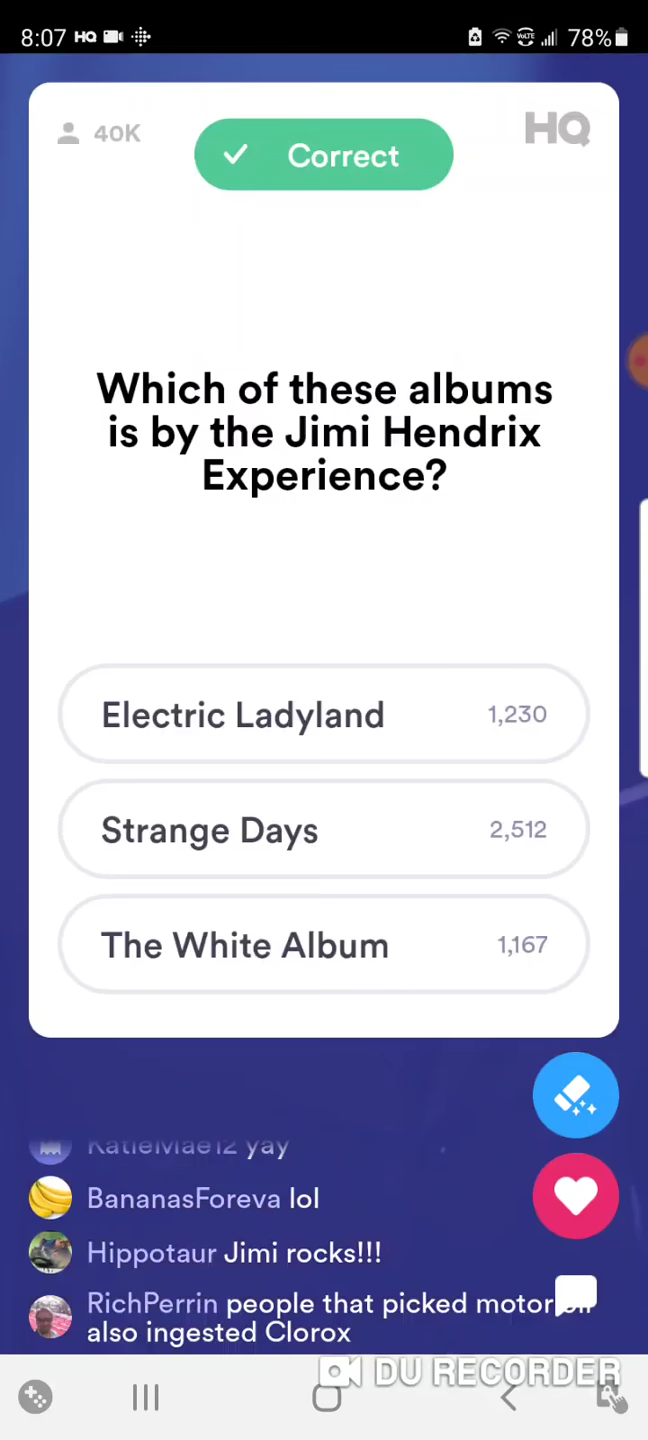 8:07 HQ VoLTE 78%
40K Correct HQ
Which of these albums
is by the Jimi Hendrix
Experience?
Electric Ladyland 1,230
Strange Days 2,512
The White Album 1,167
KatieMae12 yay
BananasForeva lol
Hippotaur Jimi rocks!!!
RichPerrin people that picked motor
also ingested Clorox
DU RECORDER